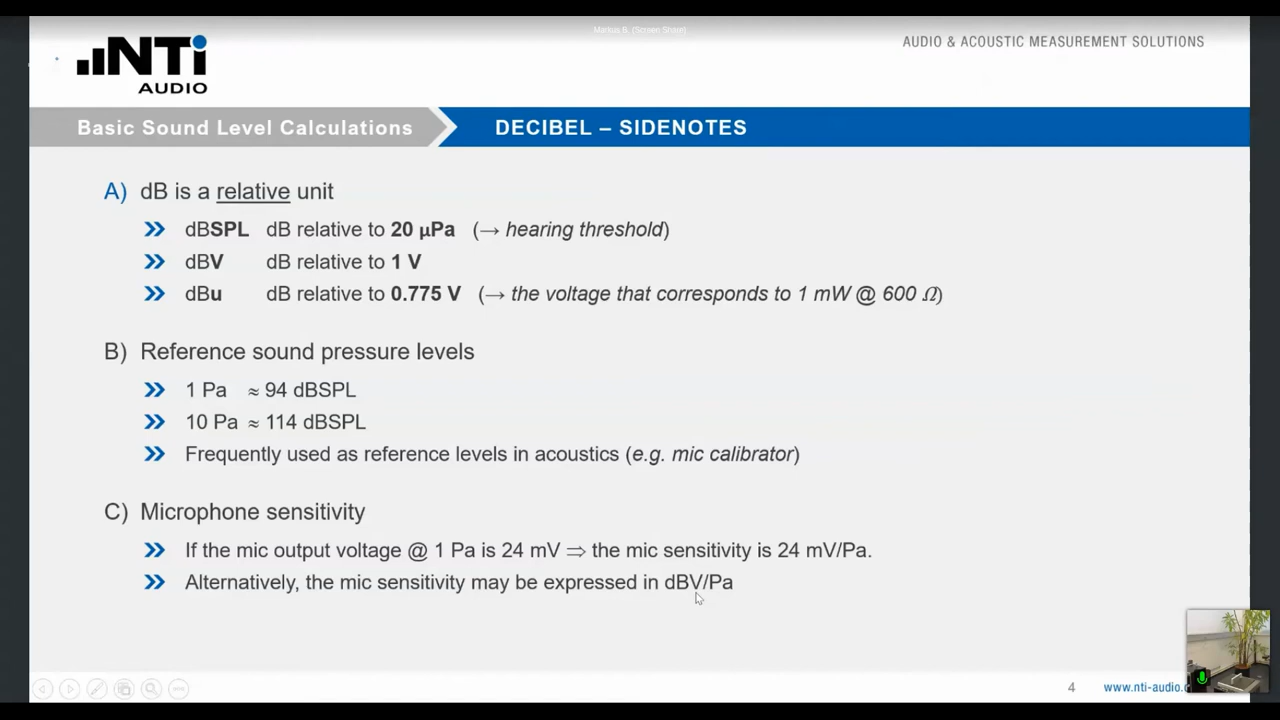 Markus B. (Screen Share)
NTi
AUDIO
AUDIO & ACOUSTIC MEASUREMENT SOLUTIONS
Basic Sound Level Calculations
DECIBEL – SIDENOTES
A) dB is a relative unit
dBSPL dB relative to 20 µPa (→ hearing threshold)
dBV dB relative to 1 V
dBu dB relative to 0.775 V (→ the voltage that corresponds to 1 mW @ 600 Ω)
B) Reference sound pressure levels
1 Pa ≈ 94 dBSPL
10 Pa ≈ 114 dBSPL
Frequently used as reference levels in acoustics (e.g. mic calibrator)
C) Microphone sensitivity
If the mic output voltage @ 1 Pa is 24 mV ⇒ the mic sensitivity is 24 mV/Pa.
Alternatively, the mic sensitivity may be expressed in dBV/Pa
4 www.nti-audio.